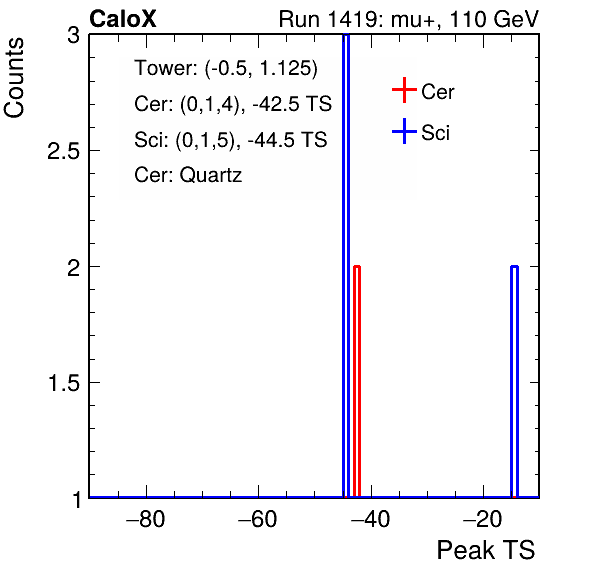 CaloX Run 1419: mu+, 110 GeV
Counts
3
2.5
2
1.5
1
Tower: (-0.5, 1.125)
Cer: (0,1,4), -42.5 TS
Sci: (0,1,5), -44.5 TS
Cer: Quartz
Cer
Sci
−80 −60 −40 −20
Peak TS